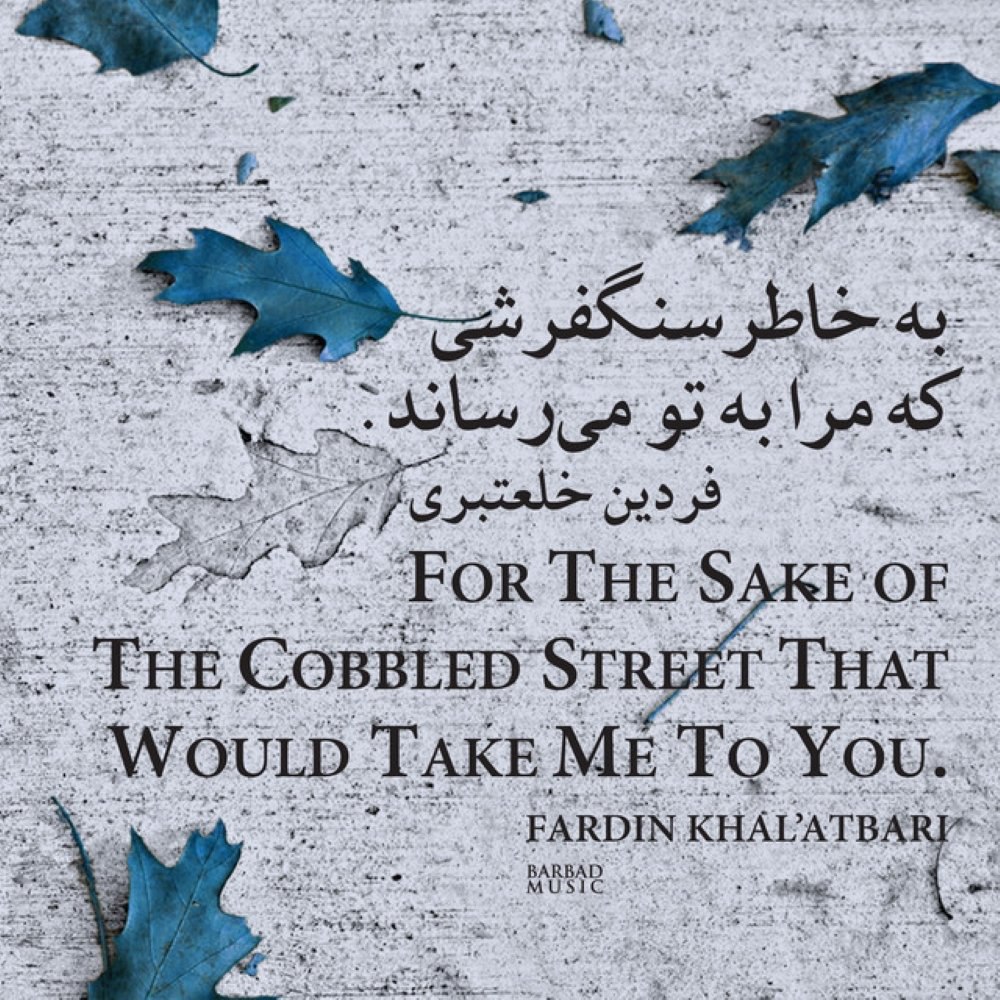 به خاطر سنگفرشی
که مرا به تو می‌رساند.
فردین خلعتبری
FOR THE SAKE OF
THE COBBLED STREET THAT
WOULD TAKE ME TO YOU.
FARDIN KHAL’ATBARI
BARBAD
MUSIC